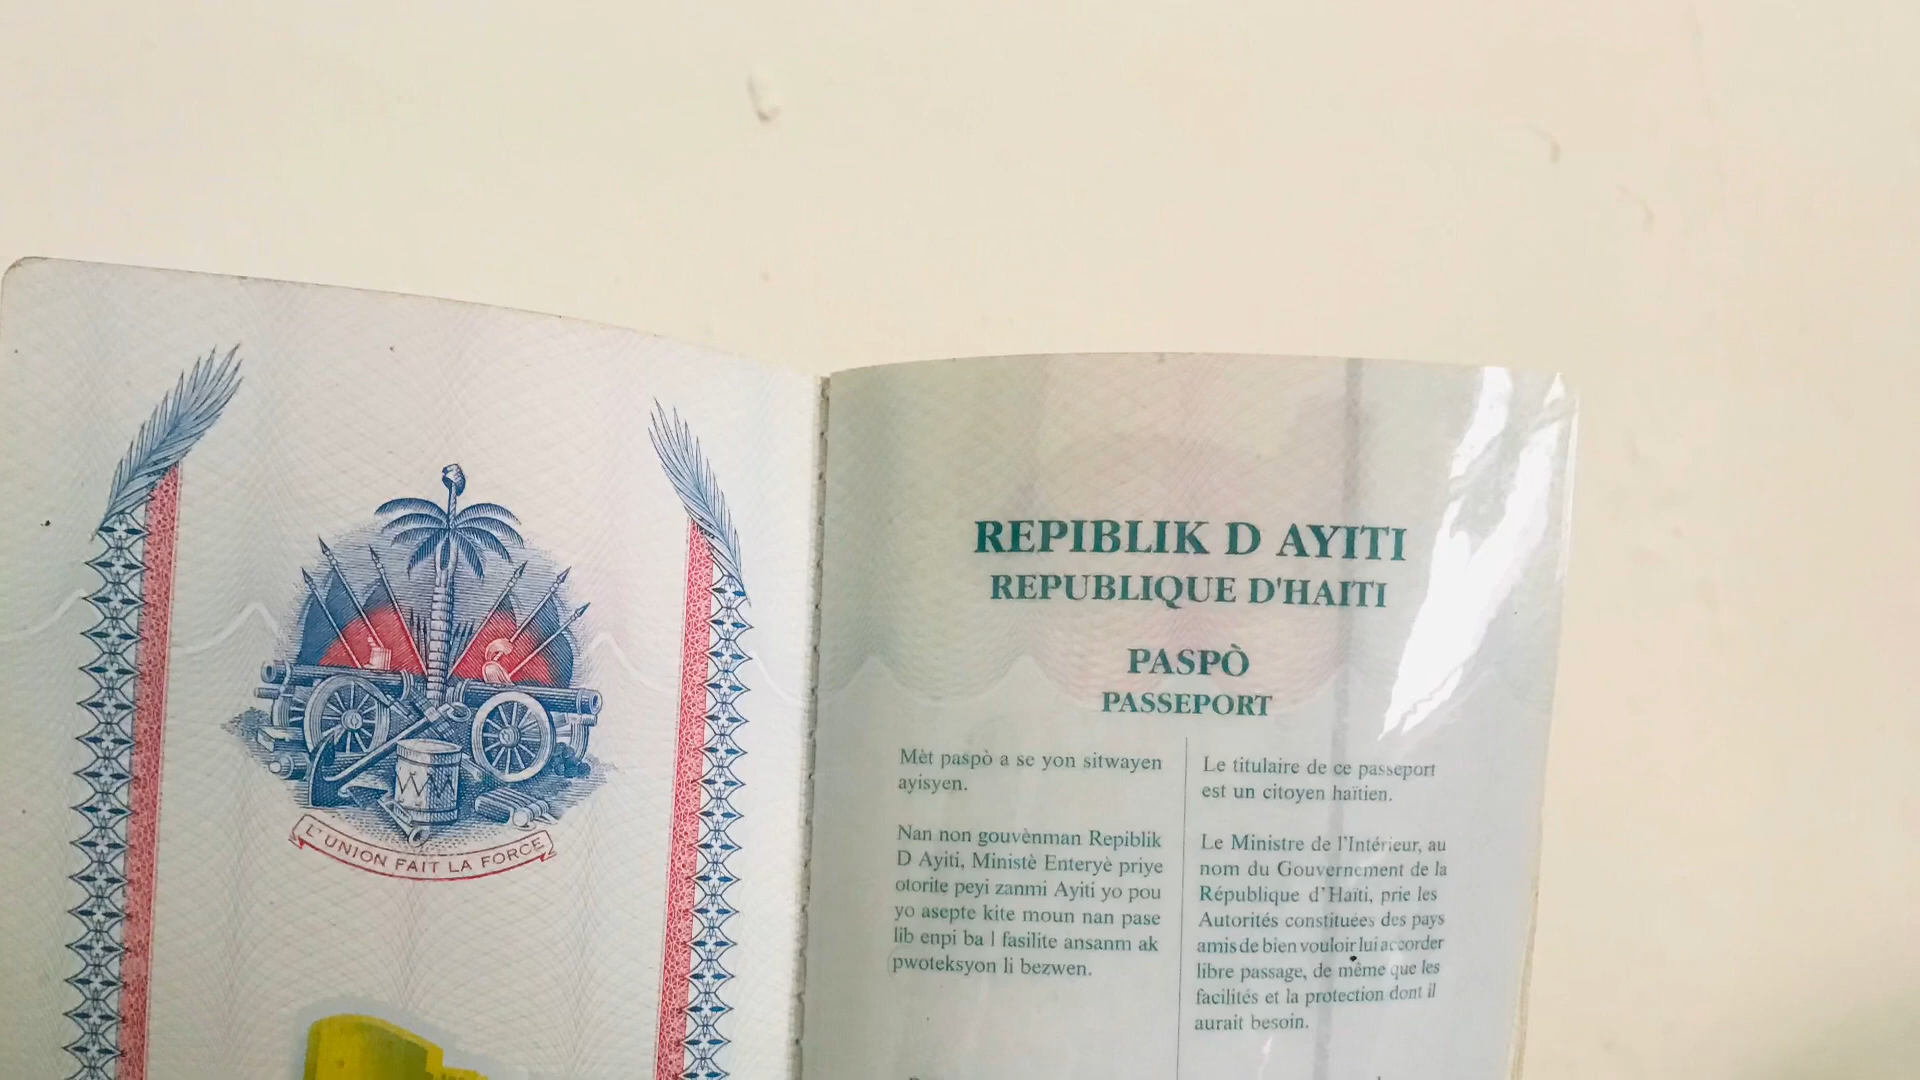 L'UNION FAIT LA FORCE
REPIBLIK D AYITI
REPUBLIQUE D'HAITI
PASPÒ
PASSEPORT
Mèt paspò a se yon sitwayen
ayisyen.
Nan non gouvènman Repiblik
D Ayiti, Ministè Enteryè priye
otorite peyi zanmi Ayiti yo pou
yo asepte kite moun nan pase
lib enpi ba l fasilite ansanm ak
pwoteksyon li bezwen.
Le titulaire de ce passeport
est un citoyen haïtien.
Le Ministre de l'Intérieur, au
nom du Gouvernement de la
République d'Haïti, prie les
Autorités constituées des pays
amis de bien vouloir lui accorder
libre passage, de même que les
facilités et la protection dont il
aurait besoin.